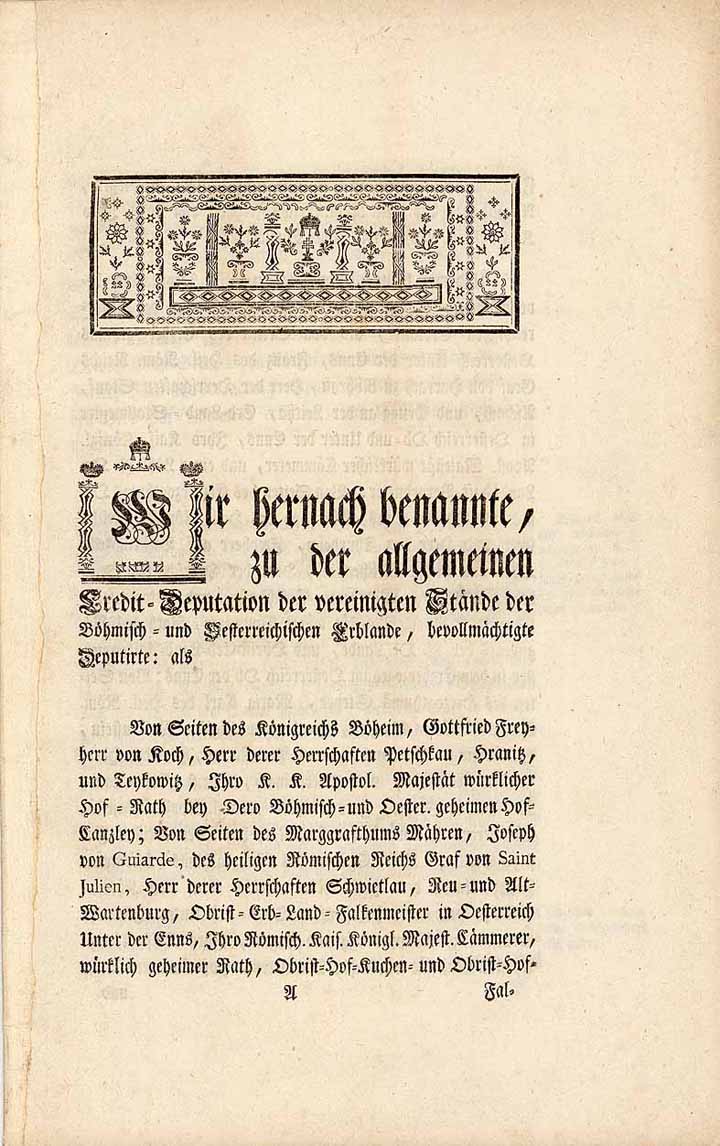 Wir hernach benannte,
zu der allgemeinen
Credit-Deputation der vereinigten Stände der
Böhmisch- und Oesterreichischen Erblande, bevollmächtigte
Deputirte: als
Von Seiten des Königreichs Böheim, Gottfried Frey-
herr von Koch, Herr derer Herrschaften Petschkau, Hranitz,
und Teykowitz, Ihro K. K. Apostol. Majestät würklicher
Hof-Rath bey Dero Böhmisch-und Oester. geheimen Hof-
Canzley; Von Seiten des Marggrafthums Mähren, Joseph
von Guiarde, des heiligen Römischen Reichs Graf von Saint
Julien, Herr derer Herrschaften Schwietlau, Neu-und Alt-
Wartenburg, Obrist-Erb-Land-Falkenmeister in Oesterreich
Unter der Enns, Ihro Römisch. Kais. Königl. Majest. Cämmerer,
würklich geheimer Rath, Obrist-Hof-Kuchen- und Obrist-Hof-
A Fal-